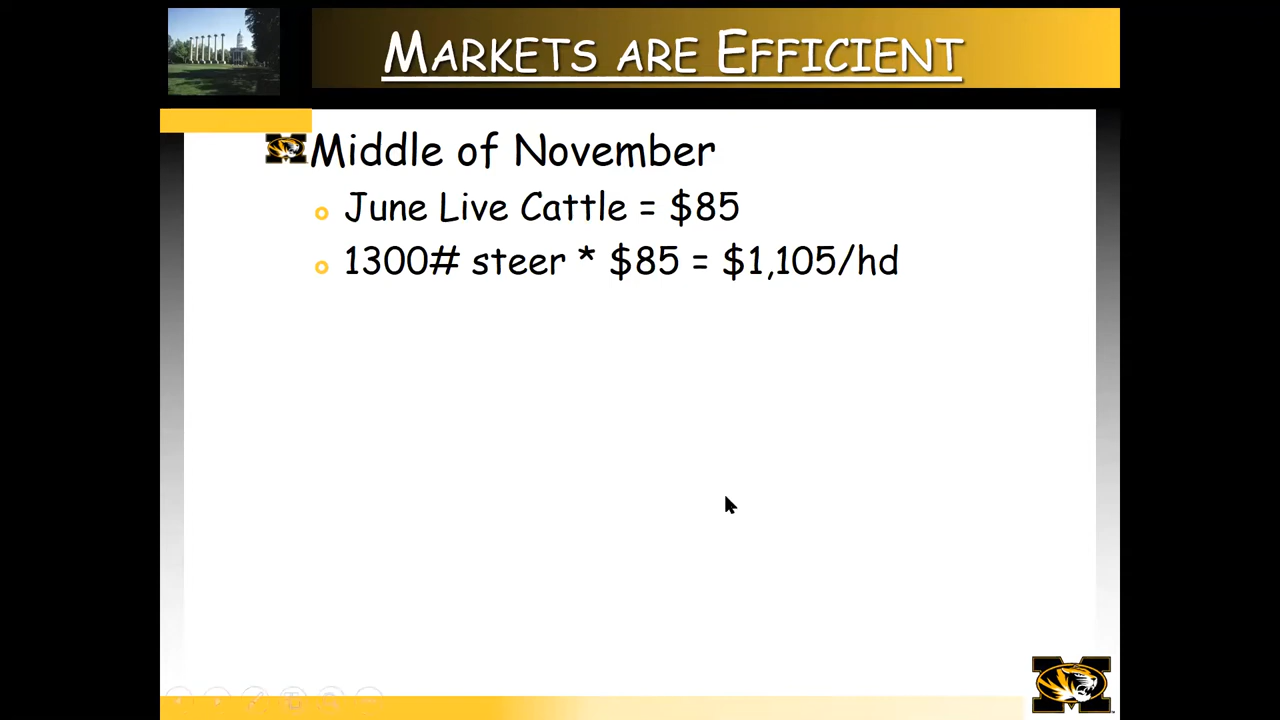 MARKETS ARE EFFICIENT
Middle of November
June Live Cattle = $85
1300# steer * $85 = $1,105/hd